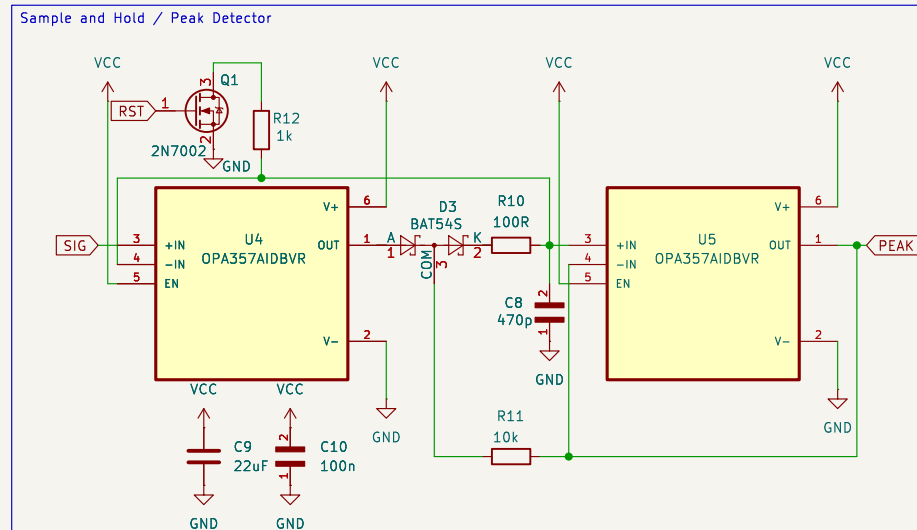 Sample and Hold / Peak Detector
VCC
VCC
VCC
VCC
3
Q1
RST
1
R12
1k
2
2N7002
GND
V+
6
D3
BAT54S
R10
100R
V+
6
SIG
3
+IN
U4
OUT
1
A
1
K
2
3
+IN
U5
OUT
1
PEAK
4
-IN
OPA357AIDBVR
COM
3
4
-IN
OPA357AIDBVR
5
EN
5
EN
C8
470p
2
1
V-
2
V-
2
GND
GND
GND
VCC
VCC
C9
22uF
2
C10
100n
1
R11
10k
GND
GND